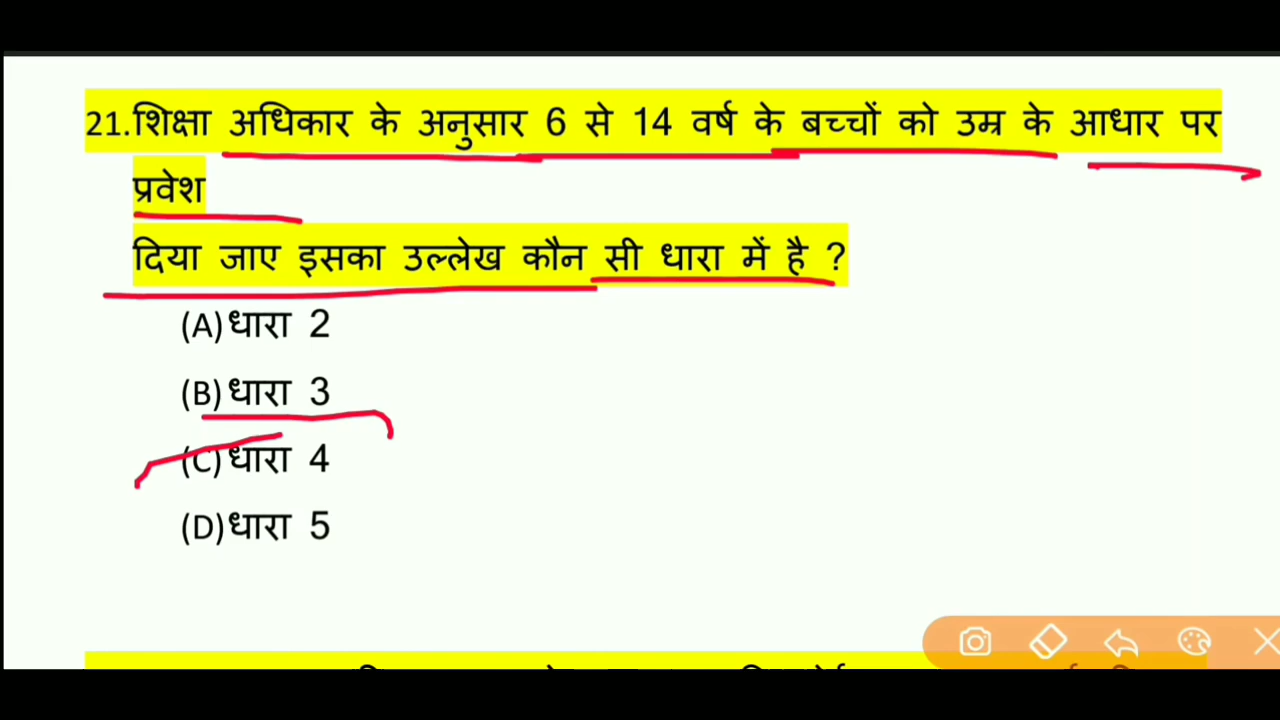 21.शिक्षा अधिकार के अनुसार 6 से 14 वर्ष के बच्चों को उम्र के आधार पर
प्रवेश
दिया जाए इसका उल्लेख कौन सी धारा में है ?
(A)धारा 2
(B)धारा 3
(C)धारा 4
(D)धारा 5